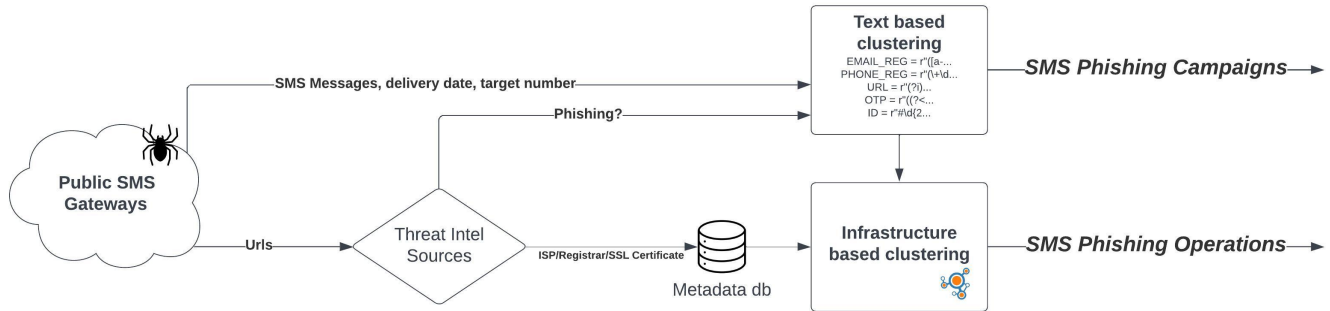 Text based
clustering
EMAIL_REG = r"([a-...
PHONE_REG = r"(\+\d...
URL = r"(?i)...
OTP = r"((?<...
ID = r"#\d{2...
SMS Phishing Campaigns
SMS Messages, delivery date, target number
Phishing?
Public SMS
Gateways
Urls
Threat Intel
Sources
ISP/Registrar/SSL Certificate
Metadata db
Infrastructure
based clustering
SMS Phishing Operations